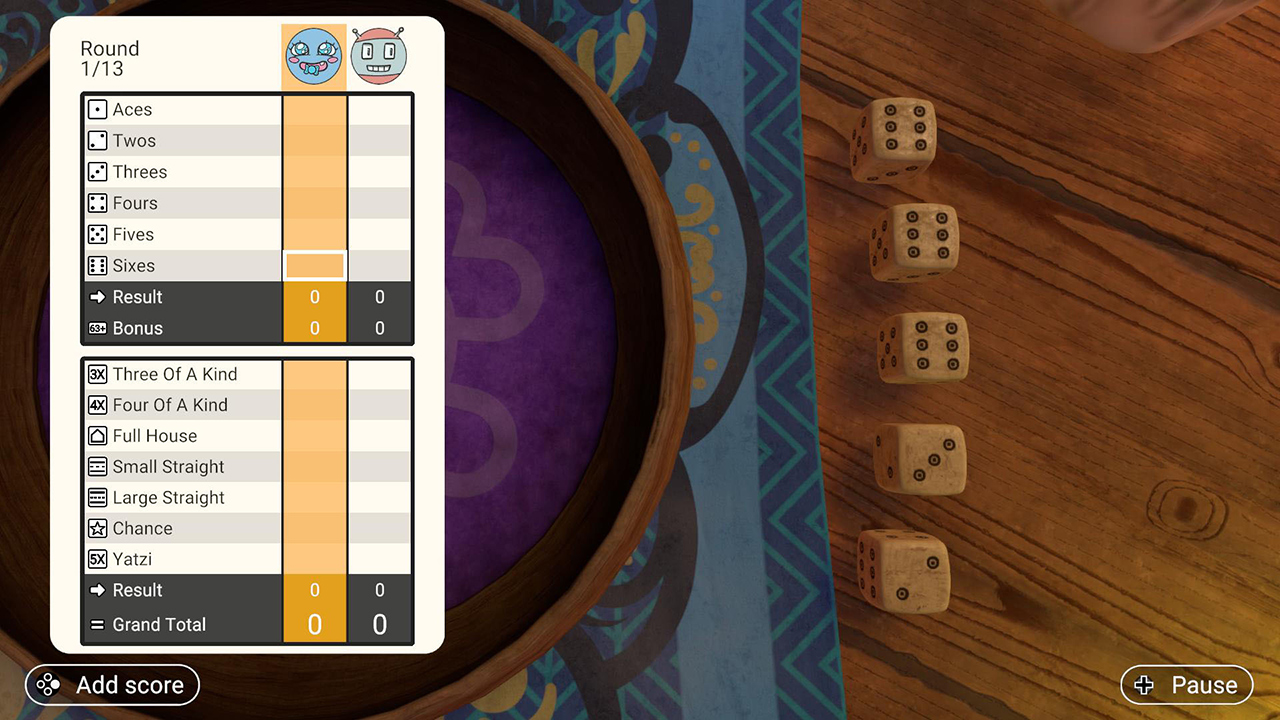 Round
1/13
Aces
Twos
Threes
Fours
Fives
Sixes
Result 0 0
63+ Bonus 0 0
3X Three Of A Kind
4X Four Of A Kind
Full House
Small Straight
Large Straight
Chance
5X Yatzi
Result 0 0
Grand Total 0 0
Add score
Pause